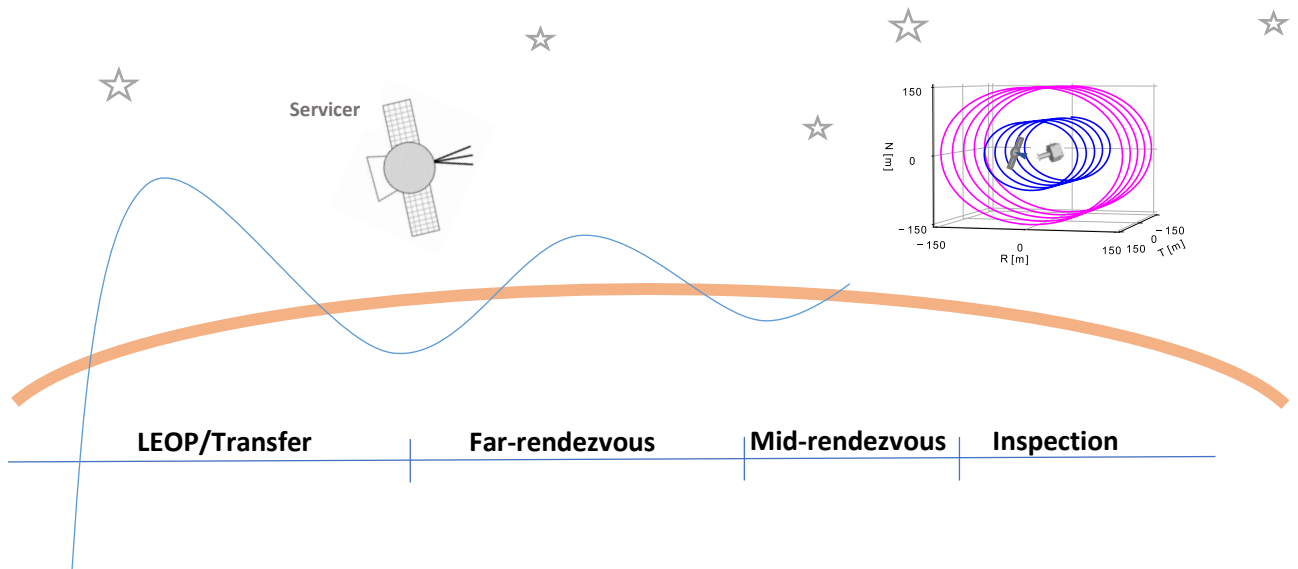 Servicer
150
0
−150
N [m]
−150
0
150
R [m]
150
0
−150
T [m]
LEOP/Transfer
Far-rendezvous
Mid-rendezvous
Inspection